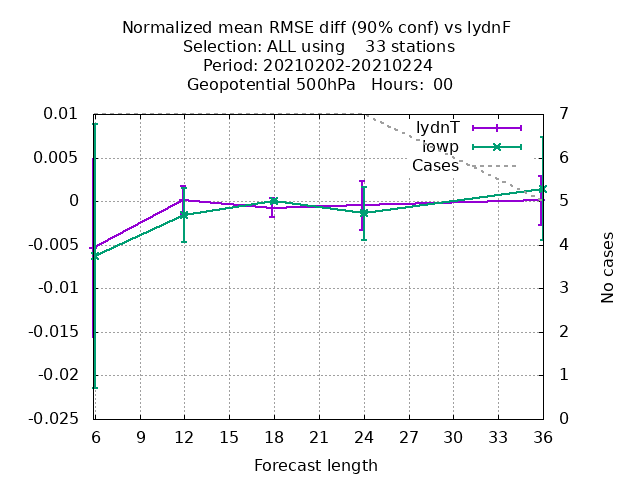 Normalized mean RMSE diff (90% conf) vs lydnF
Selection: ALL using    33 stations
Period: 20210202-20210224
Geopotential 500hPa   Hours:  00
0.01
0.005
0
-0.005
-0.01
-0.015
-0.02
-0.025
7
6
5
4
3
2
1
0
lydnT
iowp
Cases
No cases
6 9 12 15 18 21 24 27 30 33 36
Forecast length